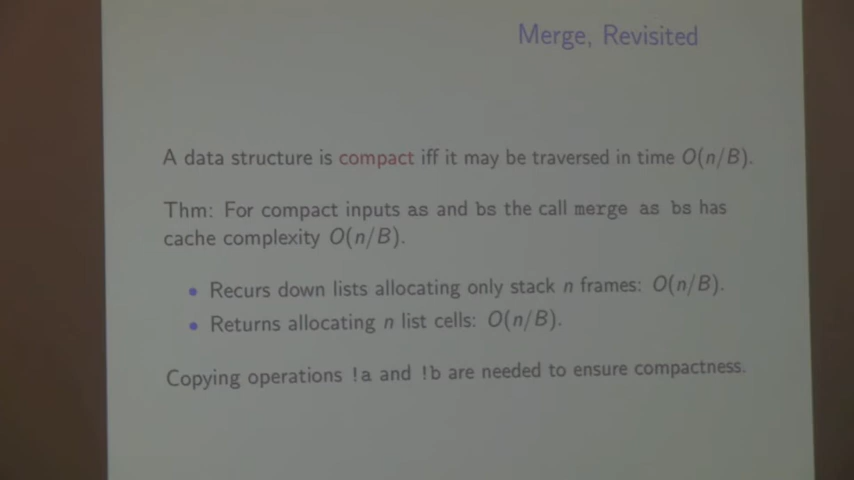 Merge, Revisited
A data structure is compact iff it may be traversed in time O(n/B).
Thm: For compact inputs as and bs the call merge as bs has
cache complexity O(n/B).
• Recurs down lists allocating only stack n frames: O(n/B).
• Returns allocating n list cells: O(n/B).
Copying operations !a and !b are needed to ensure compactness.